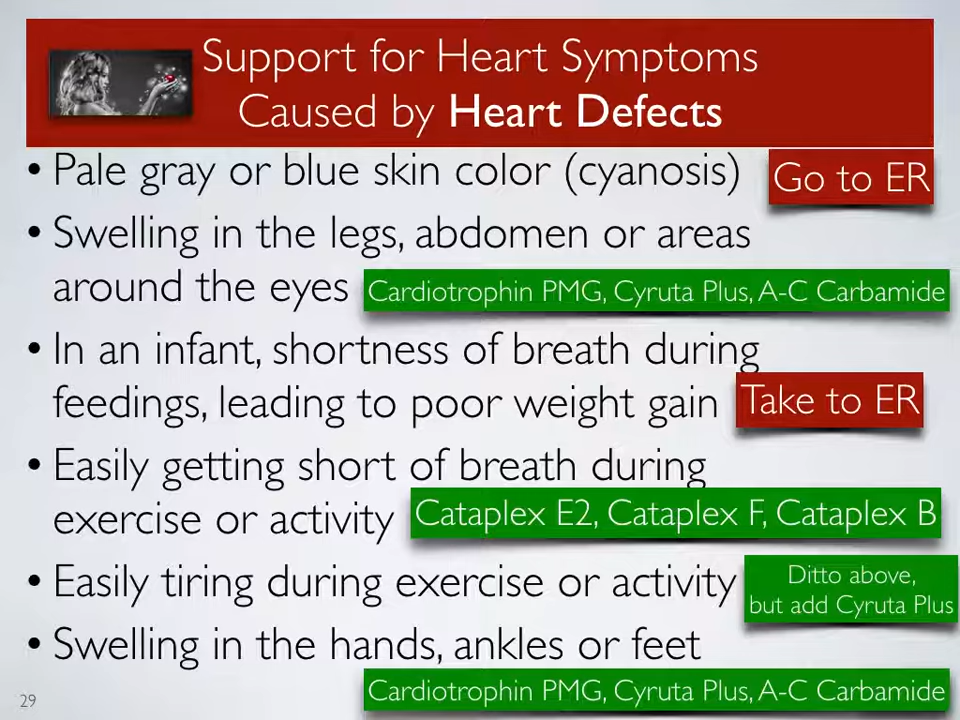 Support for Heart Symptoms
Caused by Heart Defects
• Pale gray or blue skin color (cyanosis) Go to ER
• Swelling in the legs, abdomen or areas
around the eyes Cardiotrophin PMG, Cyruta Plus, A-C Carbamide
• In an infant, shortness of breath during
feedings, leading to poor weight gain Take to ER
• Easily getting short of breath during
exercise or activity Cataplex E2, Cataplex F, Cataplex B
• Easily tiring during exercise or activity
Ditto above,
but add Cyruta Plus
• Swelling in the hands, ankles or feet
Cardiotrophin PMG, Cyruta Plus, A-C Carbamide
29